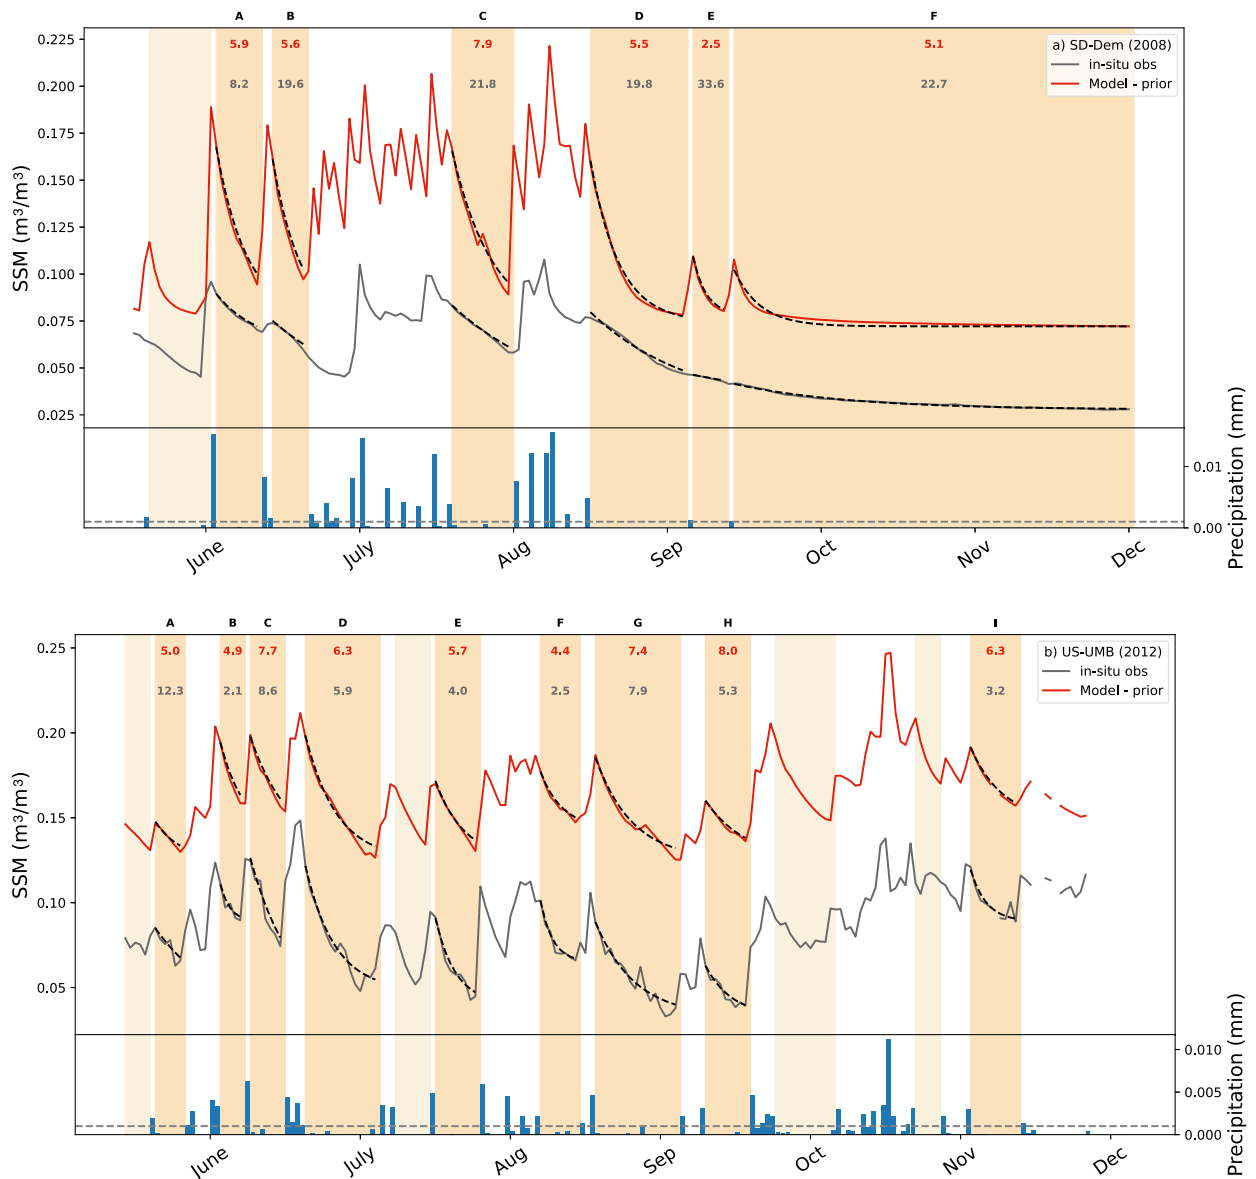 A B C D E F
5.9 5.6 7.9 5.5 2.5 5.1
8.2 19.6 21.8 19.8 33.6 22.7
a) SD-Dem (2008)
in-situ obs
Model - prior
SSM (m³/m³)
0.225
0.200
0.175
0.150
0.125
0.100
0.075
0.050
0.025
0.01
0.00
Precipitation (mm)
June July Aug Sep Oct Nov Dec
A B C D E F G H I
5.0 4.9 7.7 6.3 5.7 4.4 7.4 8.0 6.3
12.3 2.1 8.6 5.9 4.0 2.5 7.9 5.3 3.2
b) US-UMB (2012)
in-situ obs
Model - prior
SSM (m³/m³)
0.25
0.20
0.15
0.10
0.05
0.010
0.005
0.000
Precipitation (mm)
June July Aug Sep Oct Nov Dec